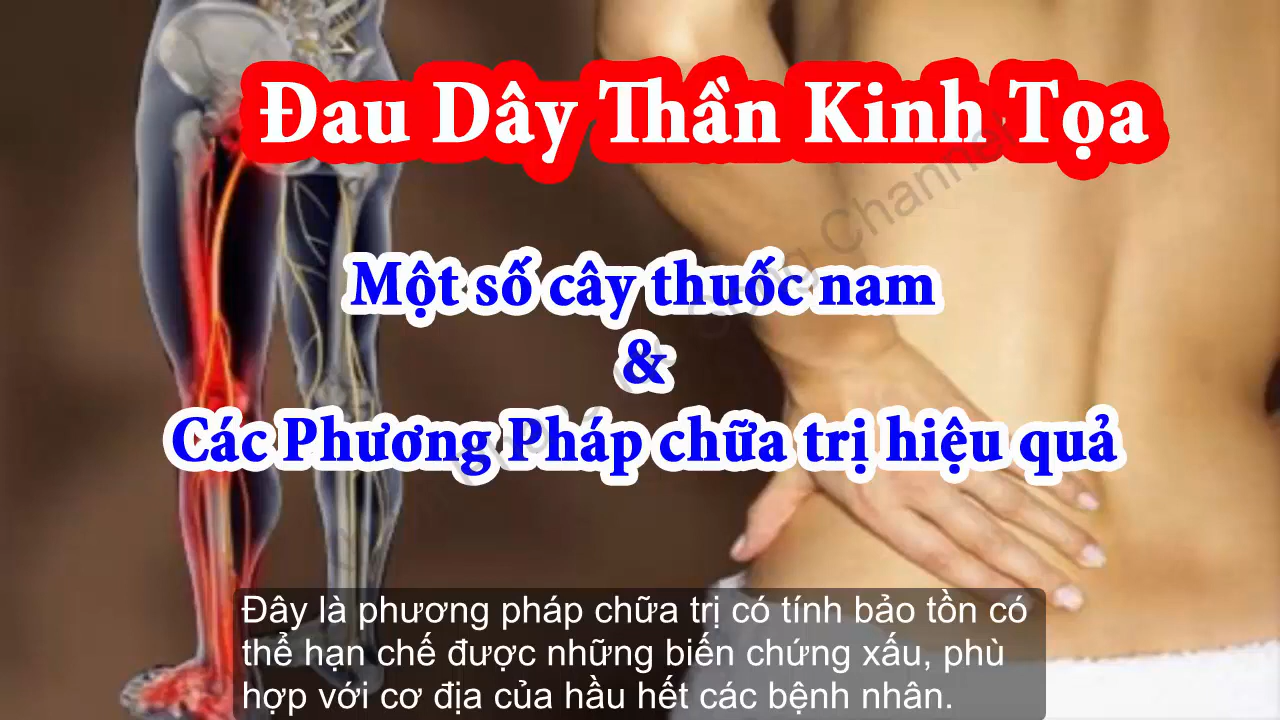 Đau Dây Thần Kinh Tọa
Một số cây thuốc nam
&
Các Phương Pháp chữa trị hiệu quả
Channel
Đây là phương pháp chữa trị có tính bảo tồn có
thể hạn chế được những biến chứng xấu, phù
hợp với cơ địa của hầu hết các bệnh nhân.